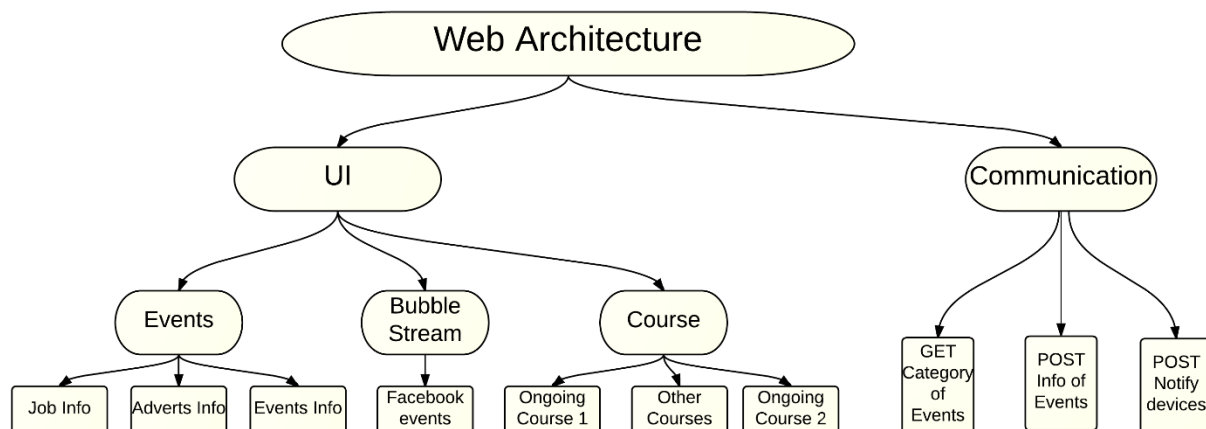 Web Architecture
UI
Communication
Events
Bubble
Stream
Course
Job Info
Adverts Info
Events Info
Facebook
events
Ongoing
Course 1
Other
Courses
Ongoing
Course 2
GET
Category
of
Events
POST
Info of
Events
POST
Notify
devices